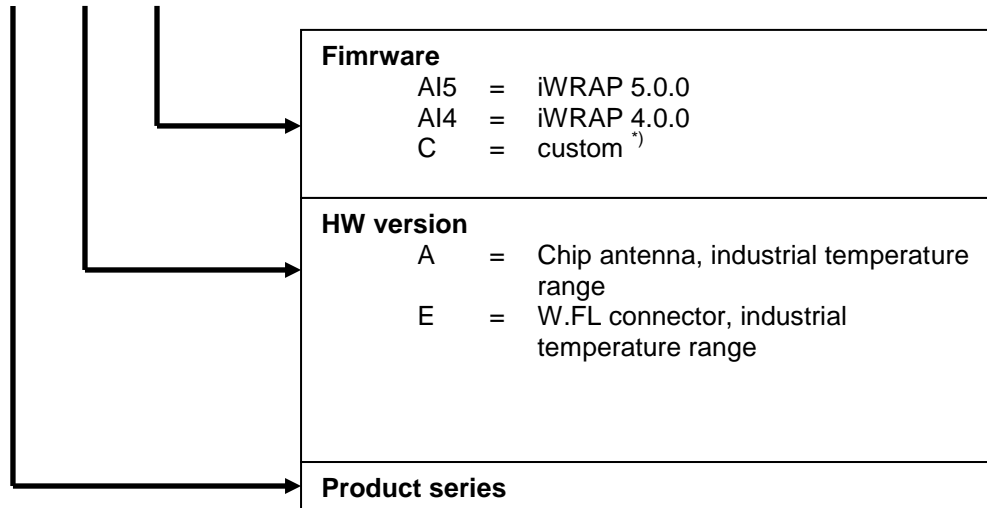 Fimrware
AI5 = iWRAP 5.0.0
AI4 = iWRAP 4.0.0
C = custom *)
HW version
A = Chip antenna, industrial temperature
range
E = W.FL connector, industrial
temperature range
Product series